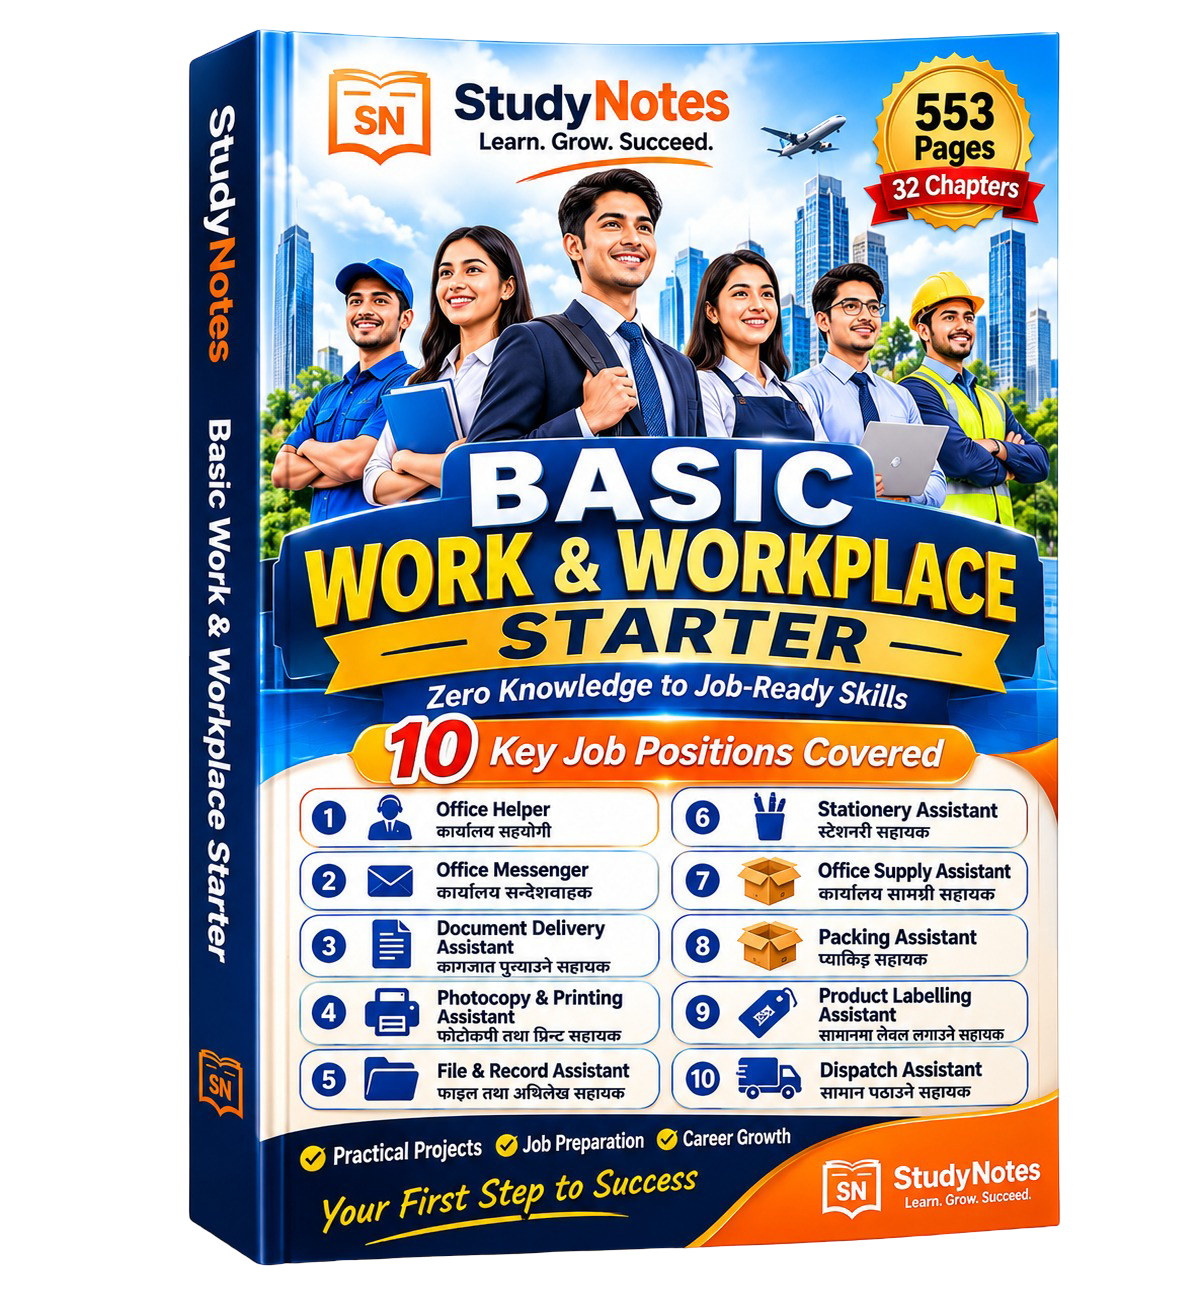 SN
StudyNotes
Learn. Grow. Succeed.
553
Pages
32 Chapters
StudyNotes Basic Work & Workplace Starter
SN
BASIC
WORK & WORKPLACE
STARTER
Zero Knowledge to Job-Ready Skills
10 Key Job Positions Covered
1 Office Helper
कार्यालय सहयोगी
2 Office Messenger
कार्यालय सन्देशवाहक
3 Document Delivery
Assistant
कागजात पुर्‍याउने सहायक
4 Photocopy & Printing
Assistant
फोटोकपी तथा प्रिन्ट सहायक
5 File & Record Assistant
फाइल तथा अभिलेख सहायक
6 Stationery Assistant
स्टेशनरी सहायक
7 Office Supply Assistant
कार्यालय सामग्री सहायक
8 Packing Assistant
प्याकिङ सहायक
9 Product Labelling
Assistant
सामानमा लेवल लगाउने सहायक
10 Dispatch Assistant
सामान पठाउने सहायक
Practical Projects Job Preparation Career Growth
Your First Step to Success
SN
StudyNotes
Learn. Grow. Succeed.